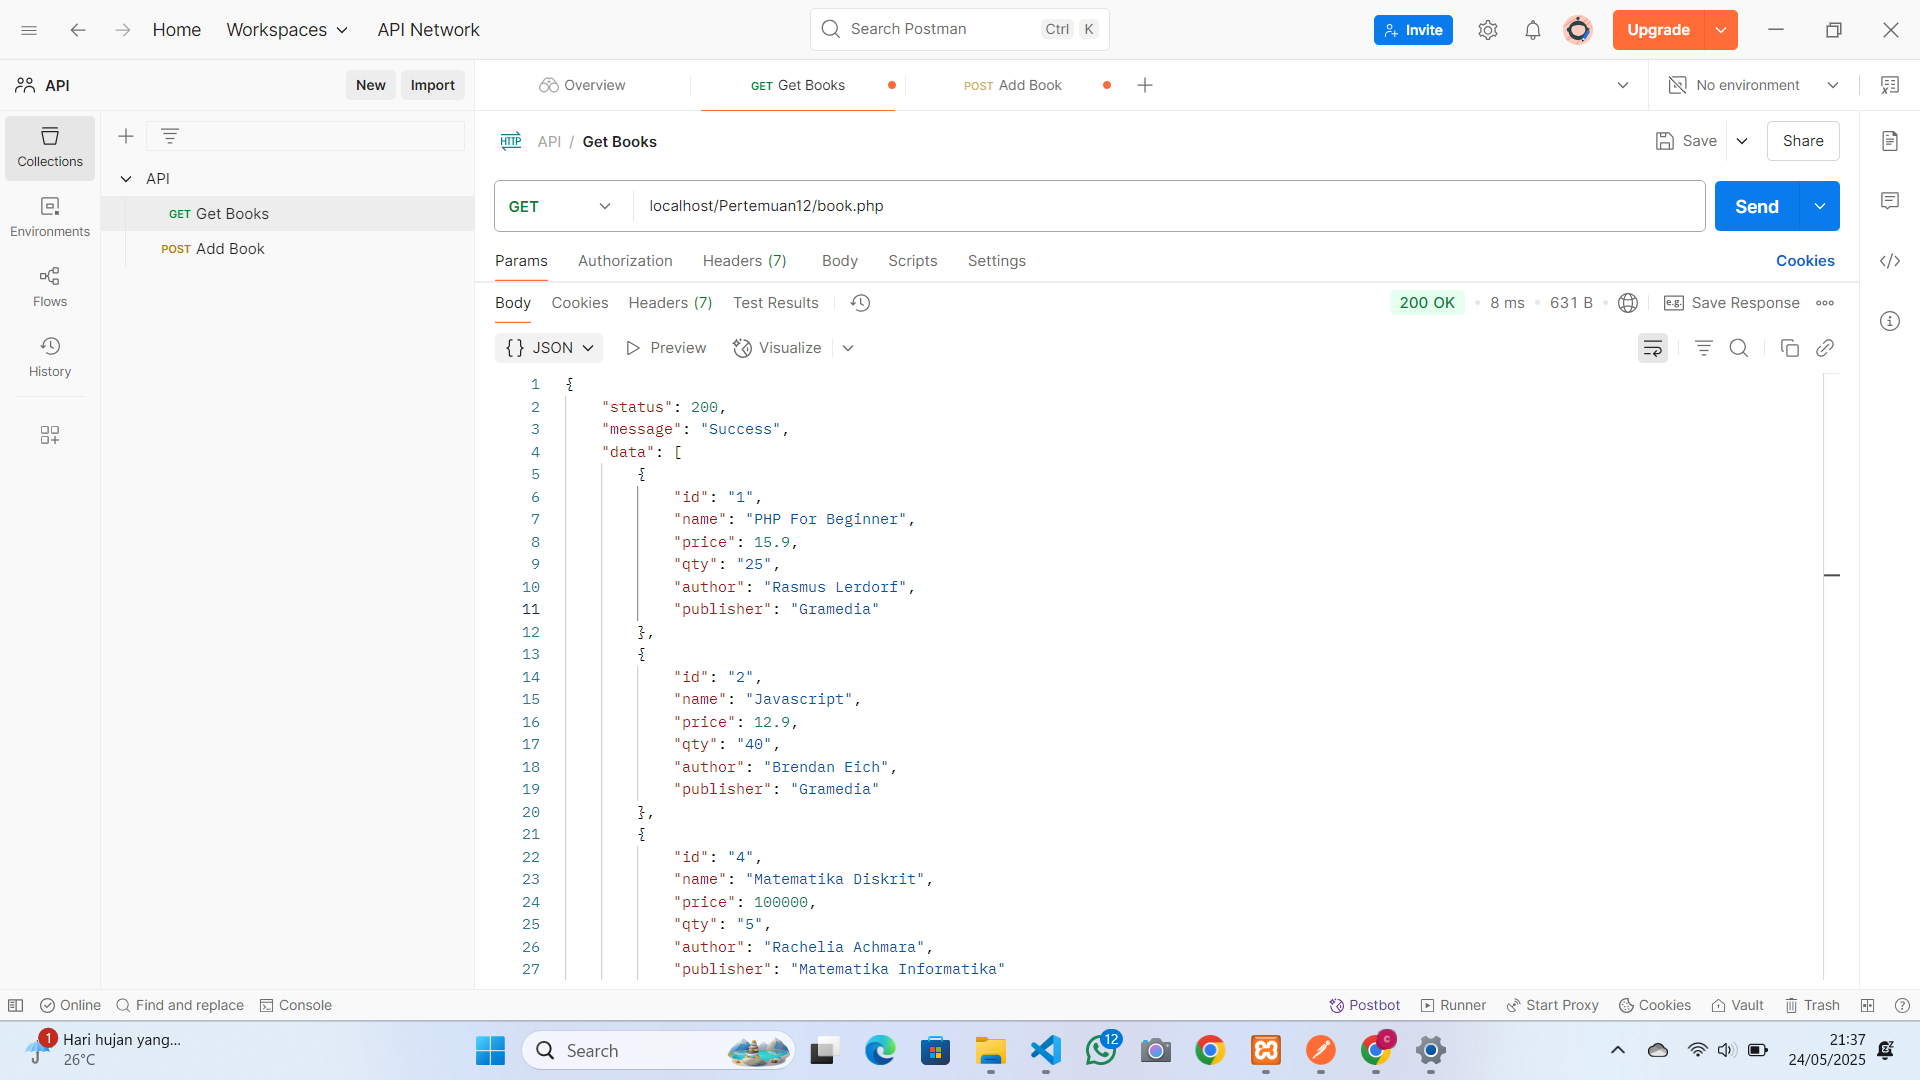 Home Workspaces API Network Search Postman Ctrl K Invite Upgrade
API New Import Overview GET Get Books POST Add Book No environment
HTTP API / Get Books Save Share
Collections
API
GET Get Books
POST Add Book
Environments
Flows
History
GET localhost/Pertemuan12/book.php Send
Params Authorization Headers (7) Body Scripts Settings Cookies
Body Cookies Headers (7) Test Results 200 OK 8 ms 631 B e.g. Save Response
{} JSON Preview Visualize
1 {
2 "status": 200,
3 "message": "Success",
4 "data": [
5 {
6 "id": "1",
7 "name": "PHP For Beginner",
8 "price": 15.9,
9 "qty": "25",
10 "author": "Rasmus Lerdorf",
11 "publisher": "Gramedia"
12 },
13 {
14 "id": "2",
15 "name": "Javascript",
16 "price": 12.9,
17 "qty": "40",
18 "author": "Brendan Eich",
19 "publisher": "Gramedia"
20 },
21 {
22 "id": "4",
23 "name": "Matematika Diskrit",
24 "price": 100000,
25 "qty": "5",
26 "author": "Rachelia Achmara",
27 "publisher": "Matematika Informatika"
Online Find and replace Console Postbot Runner Start Proxy Cookies Vault Trash
1 Hari hujan yang...
26°C
Search
12
C
21:37
24/05/2025